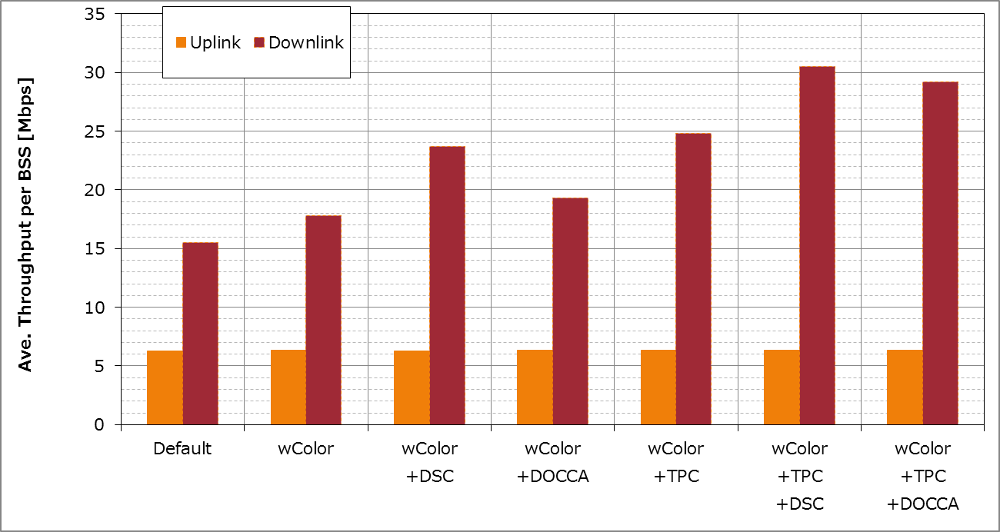 Ave. Throughput per BSS [Mbps]
35
30
25
20
15
10
5
0
Uplink Downlink
Default
wColor
wColor
+DSC
wColor
+DOCCA
wColor
+TPC
wColor
+TPC
+DSC
wColor
+TPC
+DOCCA